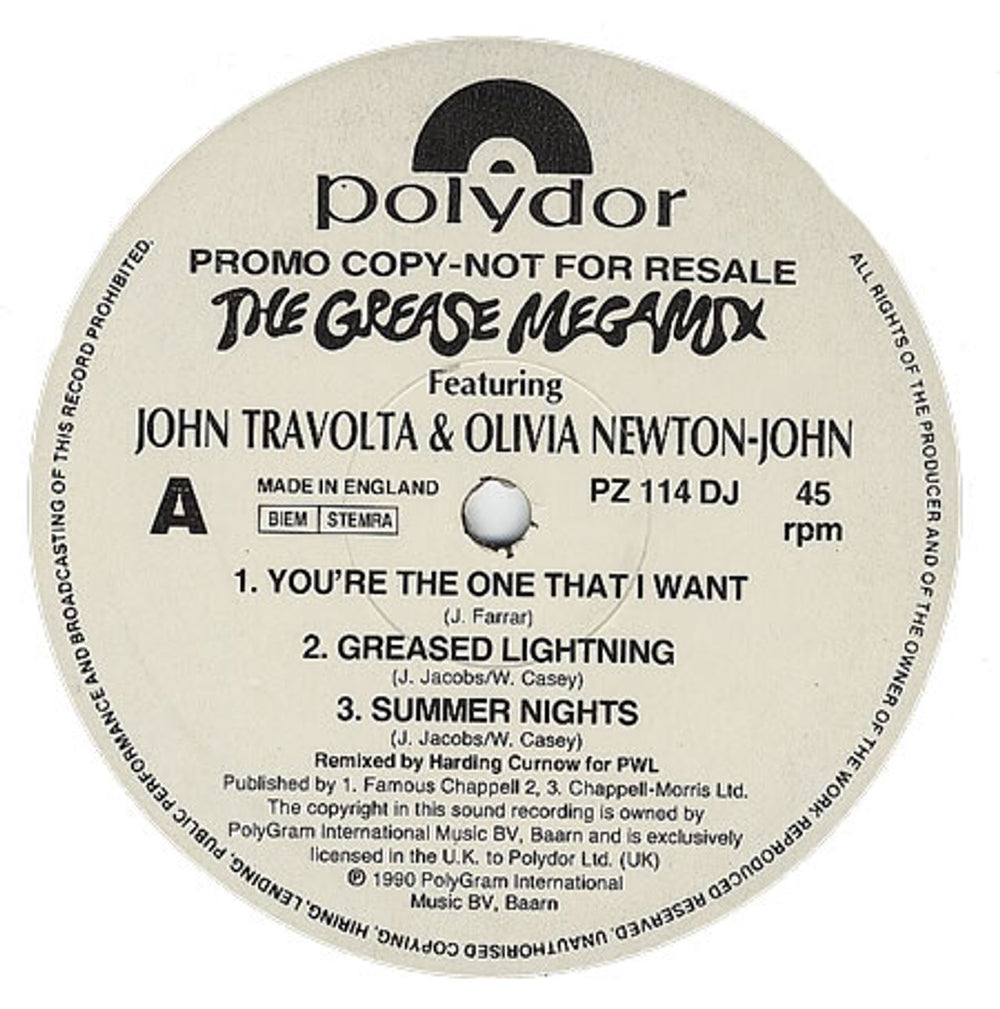 polydor
PROMO COPY-NOT FOR RESALE
THE GREASE MEGAMIX
Featuring
JOHN TRAVOLTA & OLIVIA NEWTON-JOHN
A
MADE IN ENGLAND
BIEM STEMRA
PZ 114 DJ
45
rpm
1. YOU'RE THE ONE THAT I WANT
(J. Farrar)
2. GREASED LIGHTNING
(J. Jacobs/W. Casey)
3. SUMMER NIGHTS
(J. Jacobs/W. Casey)
Remixed by Harding Curnow for PWL
Published by 1. Famous Chappell 2, 3. Chappell-Morris Ltd.
The copyright in this sound recording is owned by
PolyGram International Music BV, Baarn and is exclusively
licensed in the U.K. to Polydor Ltd. (UK)
℗ 1990 PolyGram International
Music BV, Baarn
ALL RIGHTS OF THE PRODUCER AND OF THE OWNER OF THE WORK REPRODUCED RESERVED. UNAUTHORISED COPYING, HIRING, LENDING, PUBLIC PERFORMANCE AND BROADCASTING OF THIS RECORD PROHIBITED.